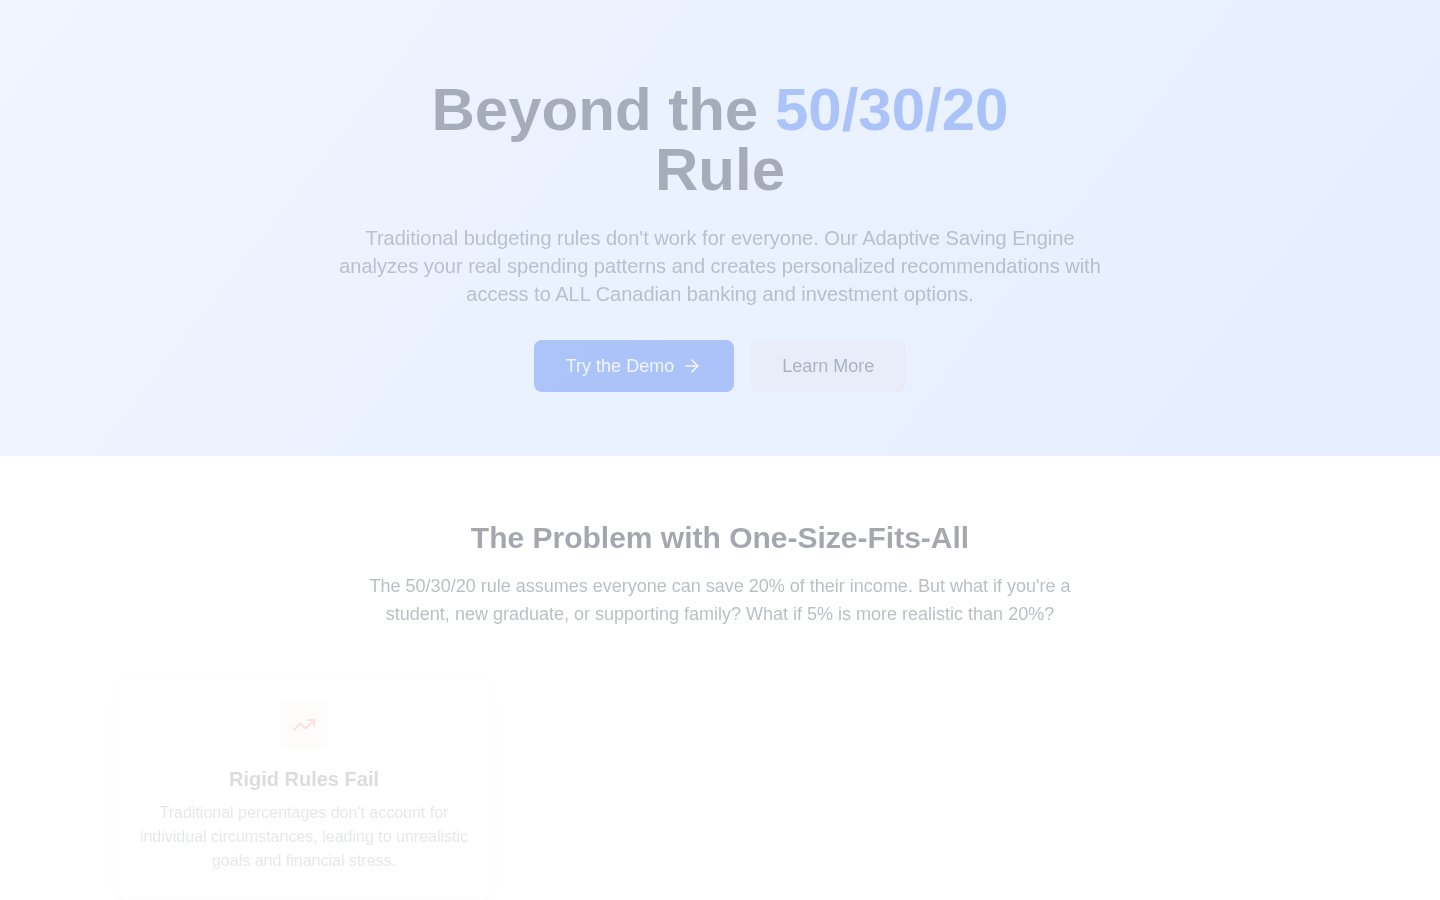 Beyond the 50/30/20
Rule
Traditional budgeting rules don't work for everyone. Our Adaptive Saving Engine
analyzes your real spending patterns and creates personalized recommendations with
access to ALL Canadian banking and investment options.
Try the Demo
Learn More
The Problem with One-Size-Fits-All
The 50/30/20 rule assumes everyone can save 20% of their income. But what if you're a
student, new graduate, or supporting family? What if 5% is more realistic than 20%?
Rigid Rules Fail
Traditional percentages don't account for
individual circumstances, leading to unrealistic
goals and financial stress.